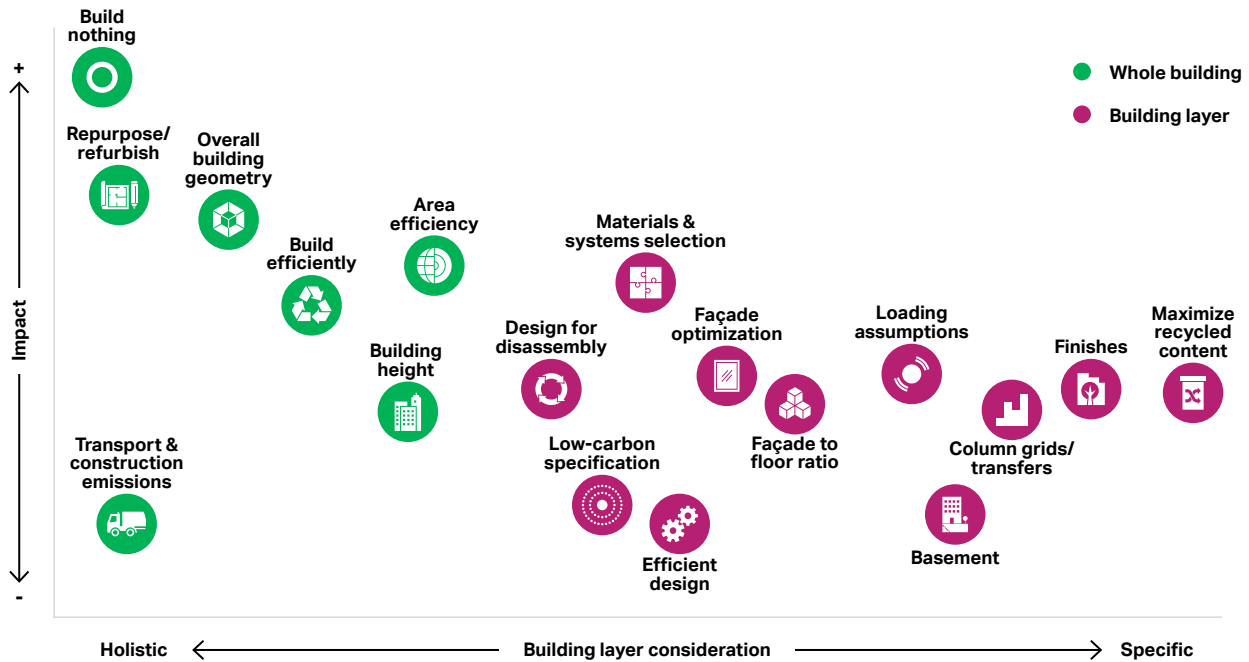 Build
nothing
+
Whole building
Building layer
Repurpose/
refurbish
Overall
building
geometry
Area
efficiency
Build
efficiently
Materials &
systems selection
Design for
disassembly
Façade
optimization
Loading
assumptions
Finishes
Maximize
recycled
content
Impact
Building
height
Transport &
construction
emissions
Low-carbon
specification
Façade to
floor ratio
Column grids/
transfers
Basement
Efficient
design
-
Holistic
Building layer consideration
Specific